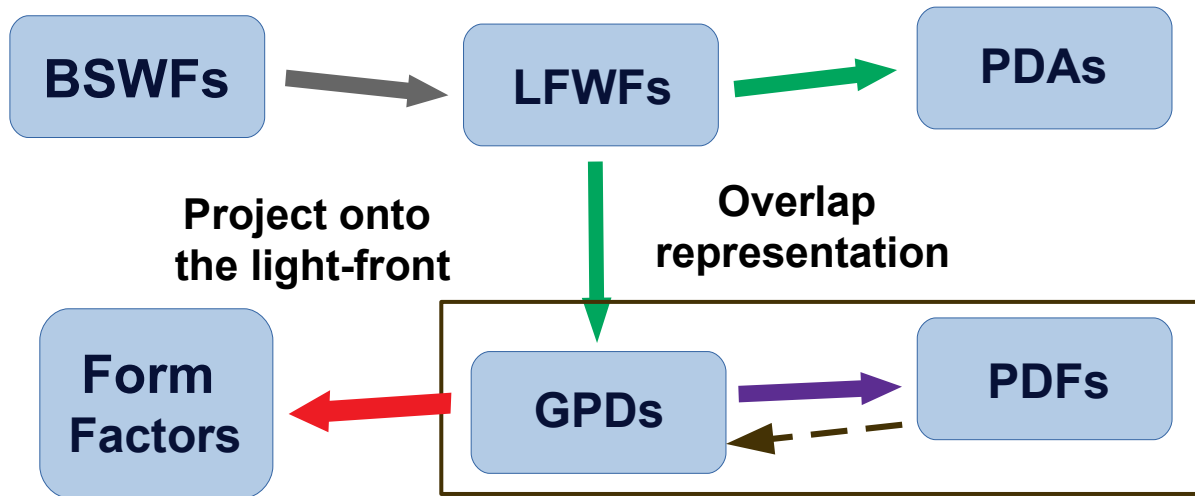 BSWFs
LFWFs
PDAs
Project onto
the light-front
Overlap
representation
Form
Factors
GPDs
PDFs